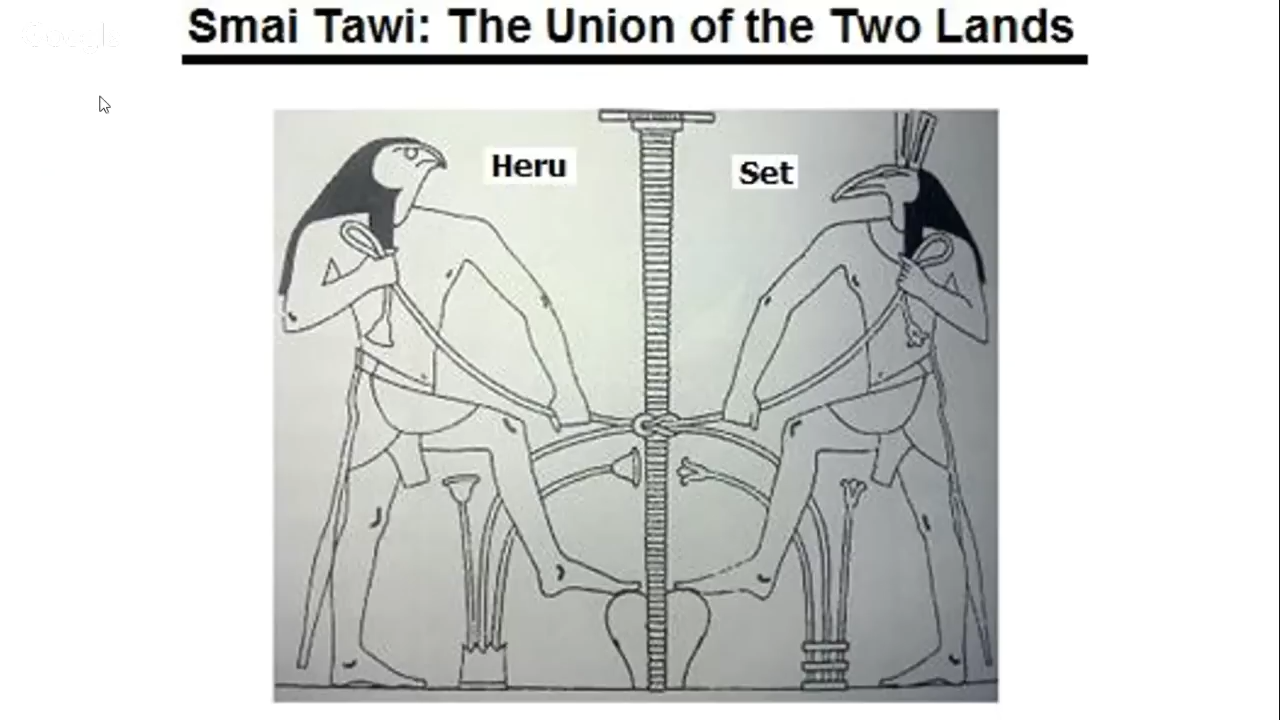 Smai Tawi: The Union of the Two Lands
Heru
Set